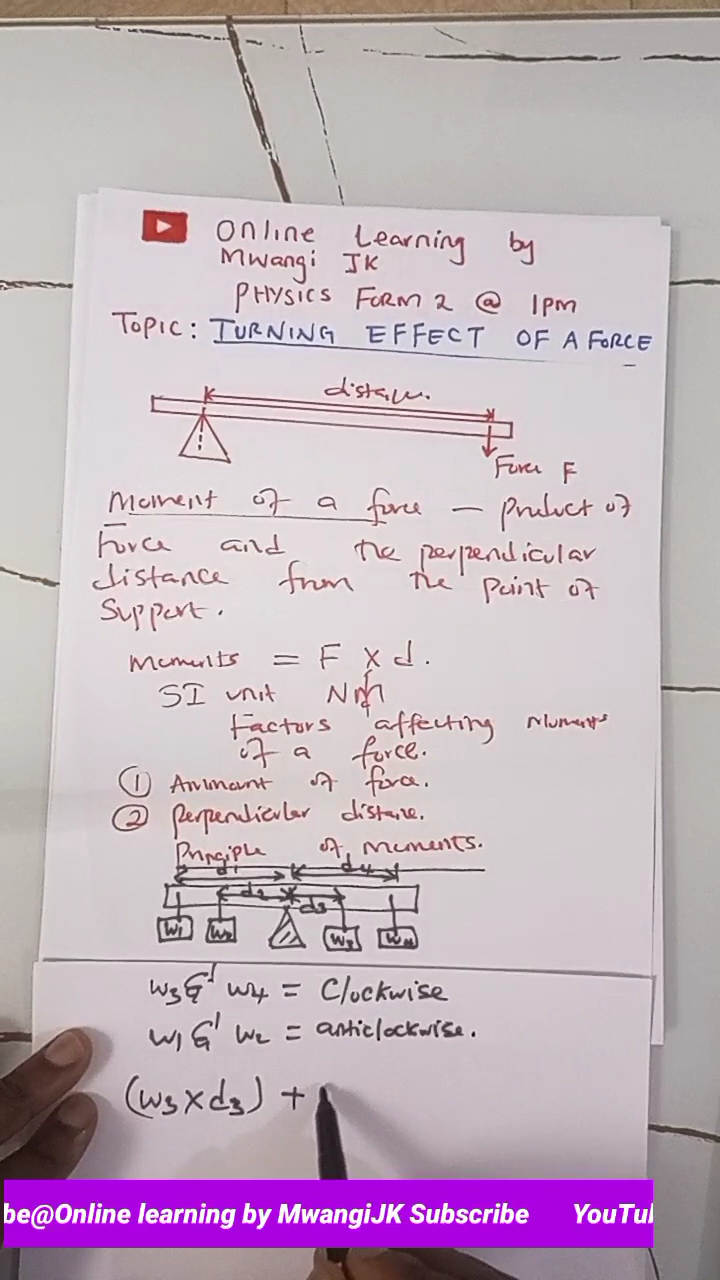 Online Learning by
Mwangi JK
PHYSICS FORM 2 @ 1pm
TOPIC: TURNING EFFECT OF A FORCE
distance.
Force F
Moment of a force – product of
Force and the perpendicular
distance from the point of
Support.
Moments = F x d.
SI unit Nm
Factors affecting Moments
of a force.
① Ammount of force.
② Perpendicular distance.
Principle of Moments.
d1 d4
d2 d3
W1 W2 W3 W4
W3 & W4 = Clockwise
W1 & W2 = anticlockwise.
(W3 x d3) +
be@Online learning by MwangiJK Subscribe YouTu